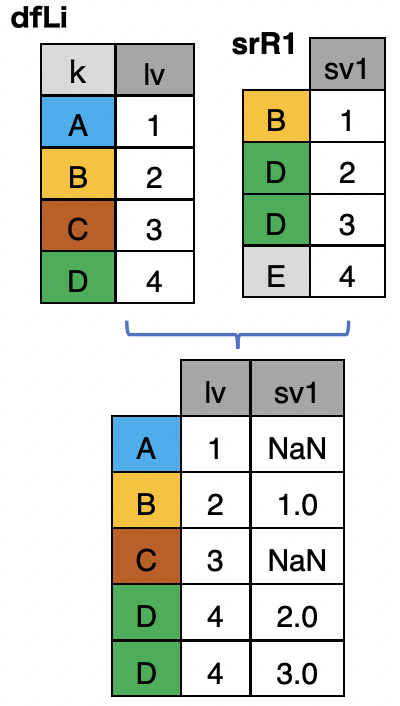 dfLi
k lv
A 1
B 2
C 3
D 4
srR1
sv1
B 1
D 2
D 3
E 4
lv sv1
A 1 NaN
B 2 1.0
C 3 NaN
D 4 2.0
D 4 3.0